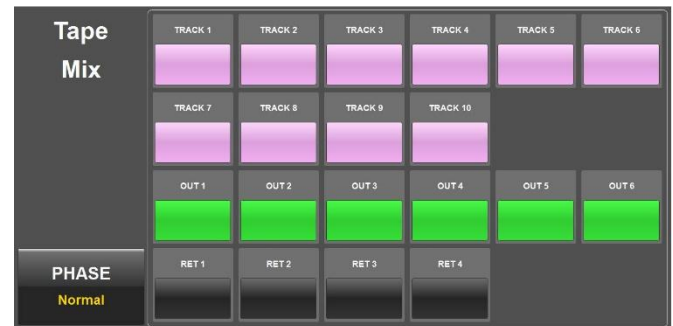 Tape
Mix
TRACK 1 TRACK 2 TRACK 3 TRACK 4 TRACK 5 TRACK 6
TRACK 7 TRACK 8 TRACK 9 TRACK 10
OUT 1 OUT 2 OUT 3 OUT 4 OUT 5 OUT 6
RET 1 RET 2 RET 3 RET 4
PHASE
Normal